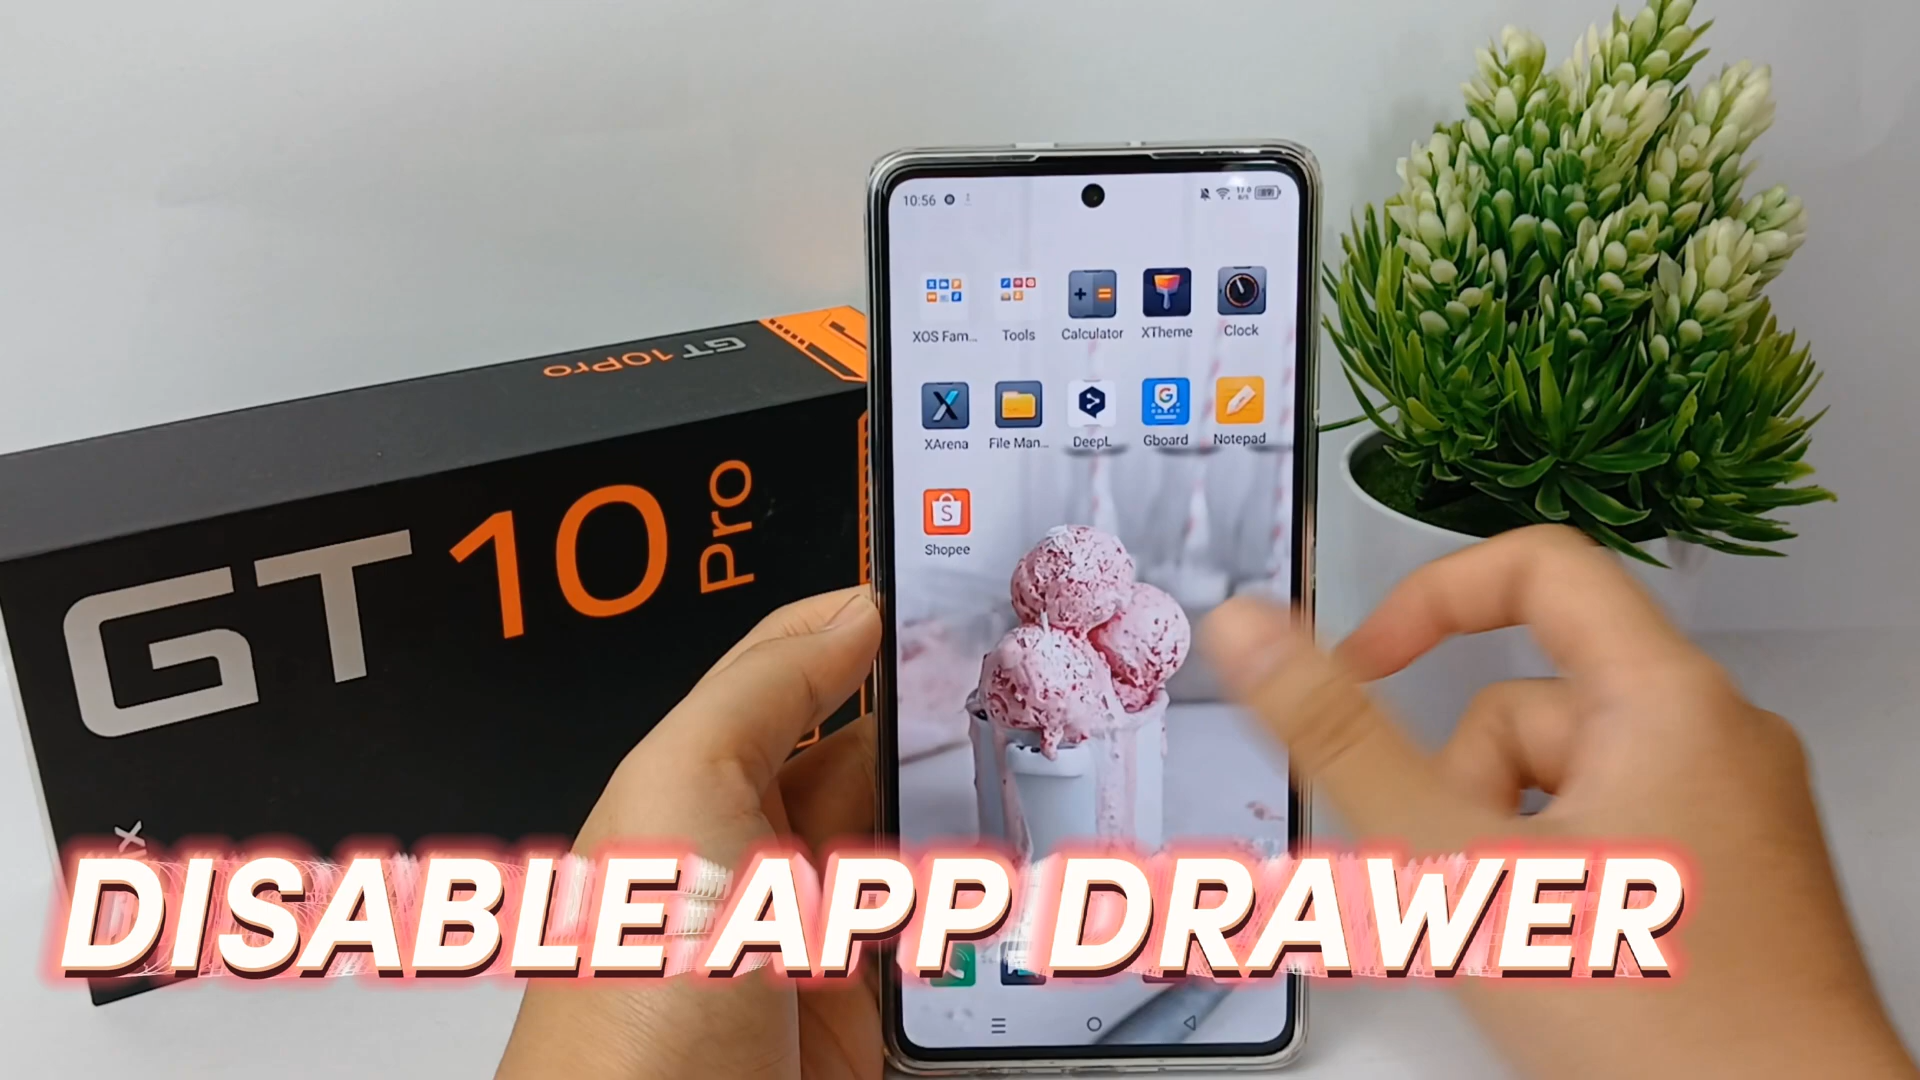 GT 10Pro
GT 10 Pro
10:56
XOS Fam...
Tools
Calculator
XTheme
Clock
XArena
File Man...
DeepL
Gboard
Notepad
Shopee
DISABLE APP DRAWER